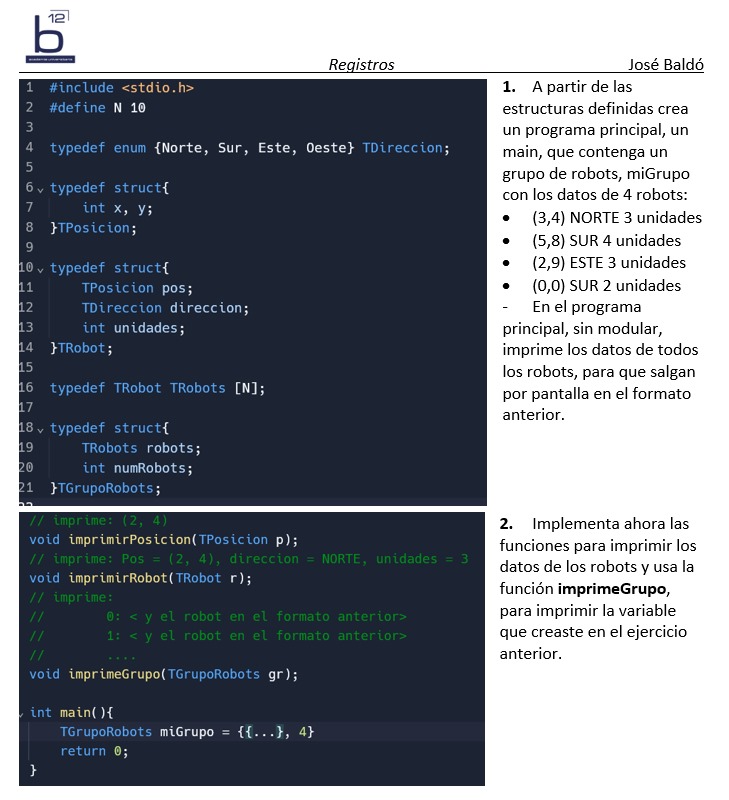 b12
Registros José Baldó
1 #include <stdio.h>
2 #define N 10
3
4 typedef enum {Norte, Sur, Este, Oeste} TDireccion;
5
6 typedef struct{
7 int x, y;
8 }TPosicion;
9
10 typedef struct{
11 TPosicion pos;
12 TDireccion direccion;
13 int unidades;
14 }TRobot;
15
16 typedef TRobot TRobots [N];
17
18 typedef struct{
19 TRobots robots;
20 int numRobots;
21 }TGrupoRobots;
1. A partir de las
estructuras definidas crea
un programa principal, un
main, que contenga un
grupo de robots, miGrupo
con los datos de 4 robots:
• (3,4) NORTE 3 unidades
• (5,8) SUR 4 unidades
• (2,9) ESTE 3 unidades
• (0,0) SUR 2 unidades
- En el programa
principal, sin modular,
imprime los datos de todos
los robots, para que salgan
por pantalla en el formato
anterior.
// imprime: (2, 4)
void imprimirPosicion(TPosicion p);
// imprime: Pos = (2, 4), direccion = NORTE, unidades = 3
void imprimirRobot(TRobot r);
// imprime:
// 0: < y el robot en el formato anterior>
// 1: < y el robot en el formato anterior>
// ....
void imprimeGrupo(TGrupoRobots gr);
int main(){
TGrupoRobots miGrupo = {{...}, 4}
return 0;
}
2. Implementa ahora las
funciones para imprimir los
datos de los robots y usa la
función imprimeGrupo,
para imprimir la variable
que creaste en el ejercicio
anterior.